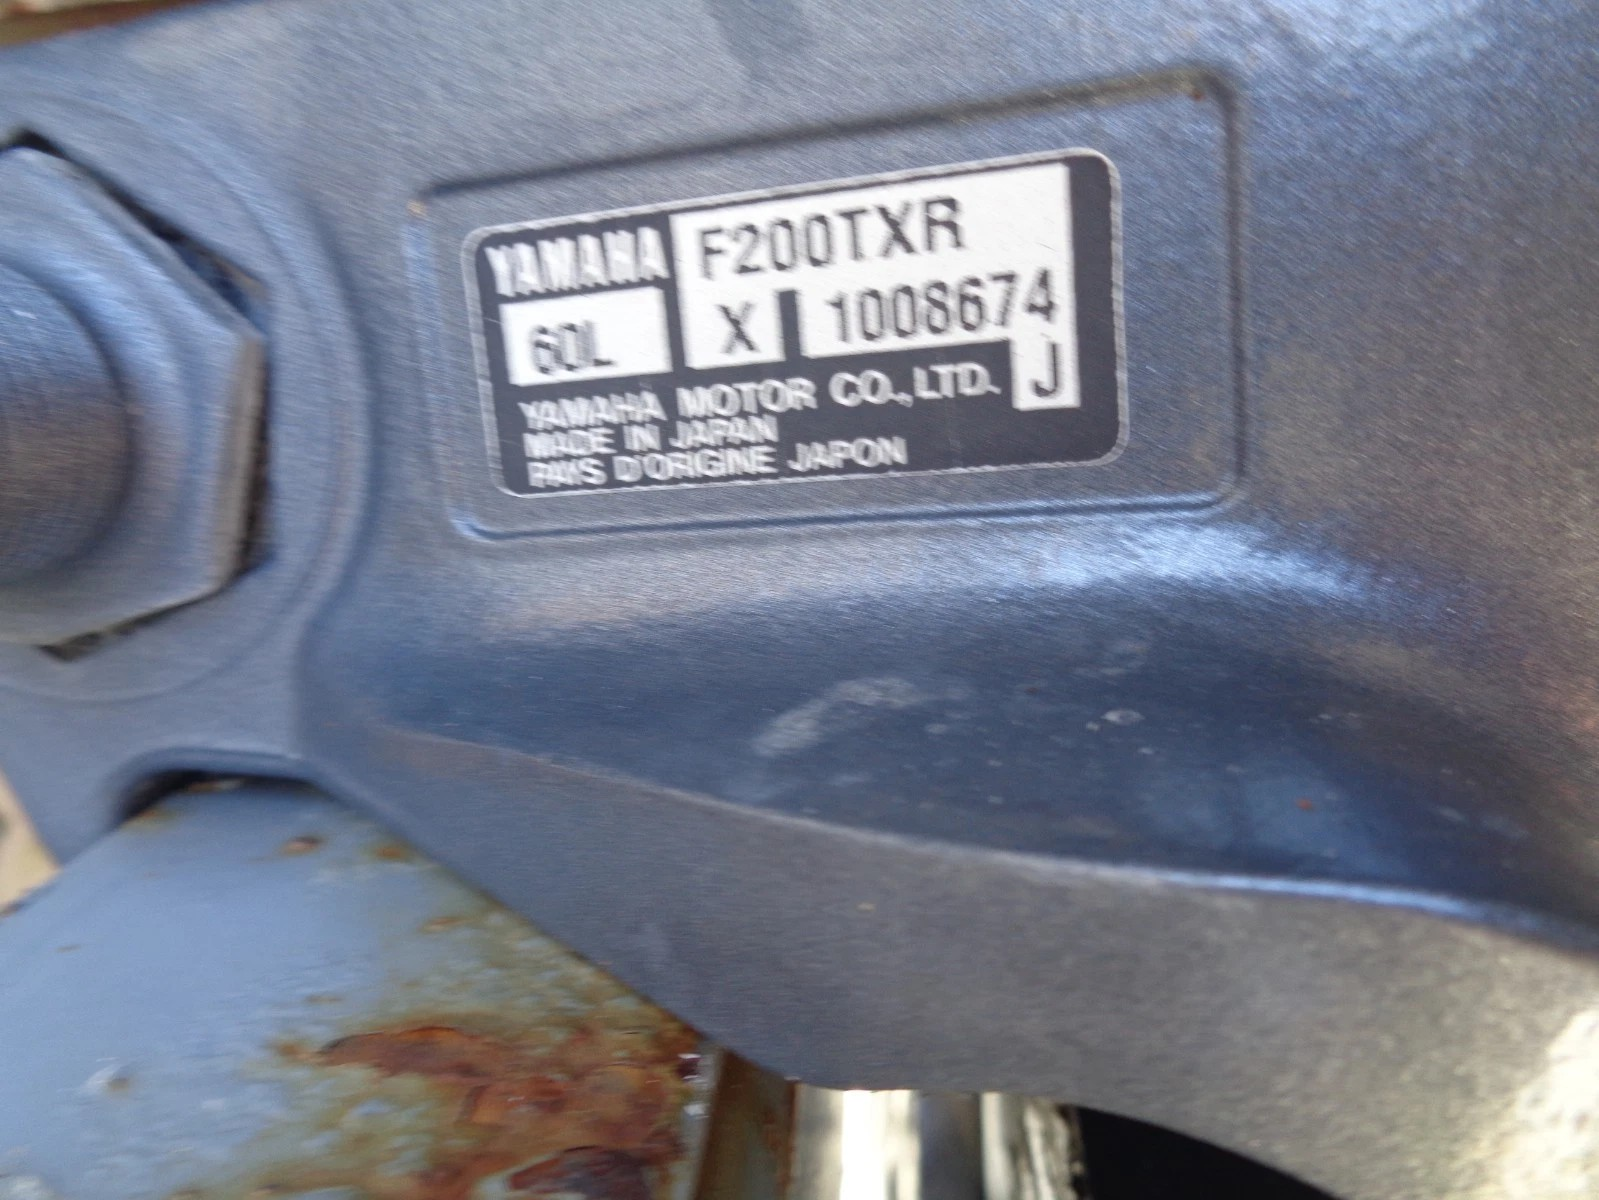 YAMAHA F200TXR
60L X 1008674
J
YAMAHA MOTOR CO., LTD.
MADE IN JAPAN
PAYS D'ORIGINE JAPON